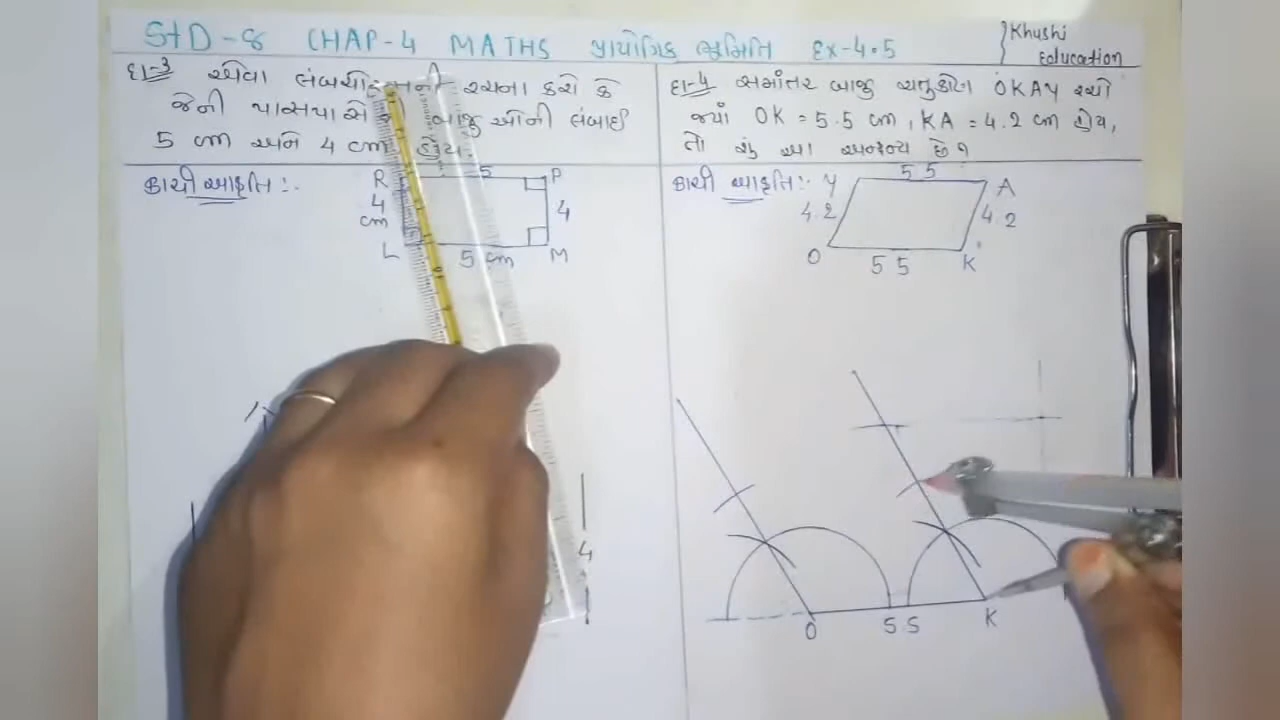 STD-8 CHAP-4 MATHS પ્રાયોગિક ભૂમિતિ Ex-4.5
Khushi
Education
દા-3 એવા રચના કરો કે
જેની પાસપાસે બાજુ ઓની લંબાઈ
5 cm અને 4 cm હોય.
કાચી આકૃતિ :-
R 5 P
4
cm
4
L 5 cm M
4
દા-4 સમાંતર બાજુ ચતુષ્કોણ OKAY રચો
જ્યાં OK = 5.5 cm, KA = 4.2 cm હોય,
તો શું આ અનન્ય છે?
કાચી આકૃતિ :-
Y 5 5 A
4.2 4.2
O 5 5 K
O 5 5 K